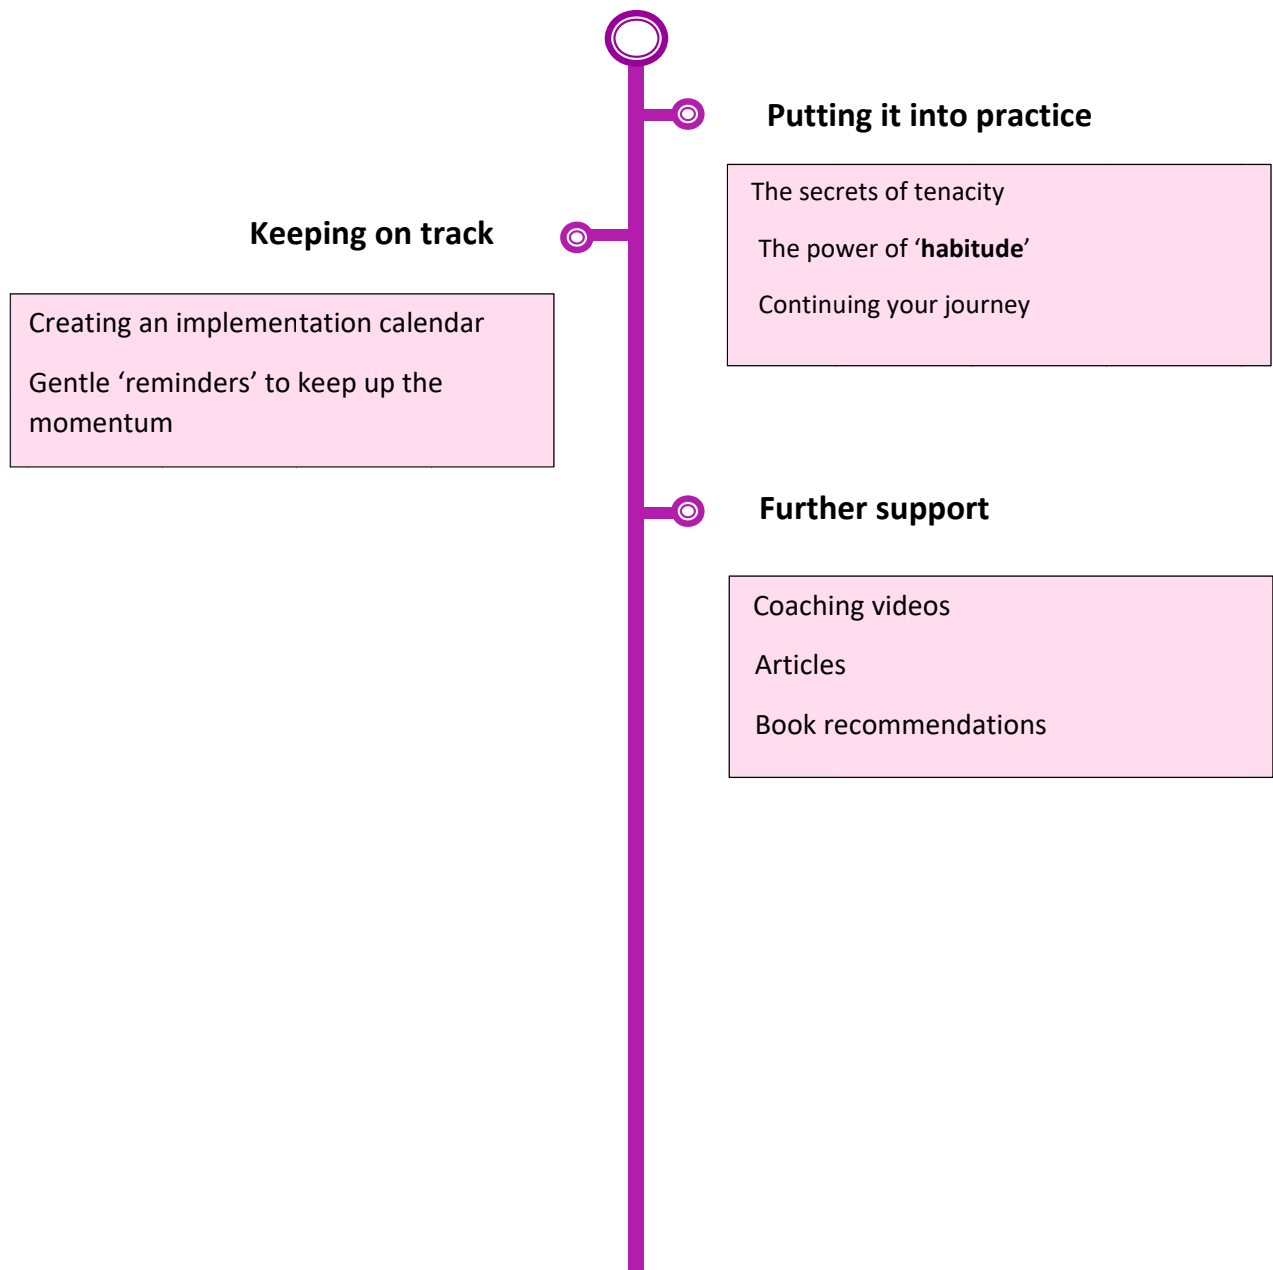 Putting it into practice
The secrets of tenacity
The power of ‘habitude’
Continuing your journey
Keeping on track
Creating an implementation calendar
Gentle ‘reminders’ to keep up the
momentum
Further support
Coaching videos
Articles
Book recommendations